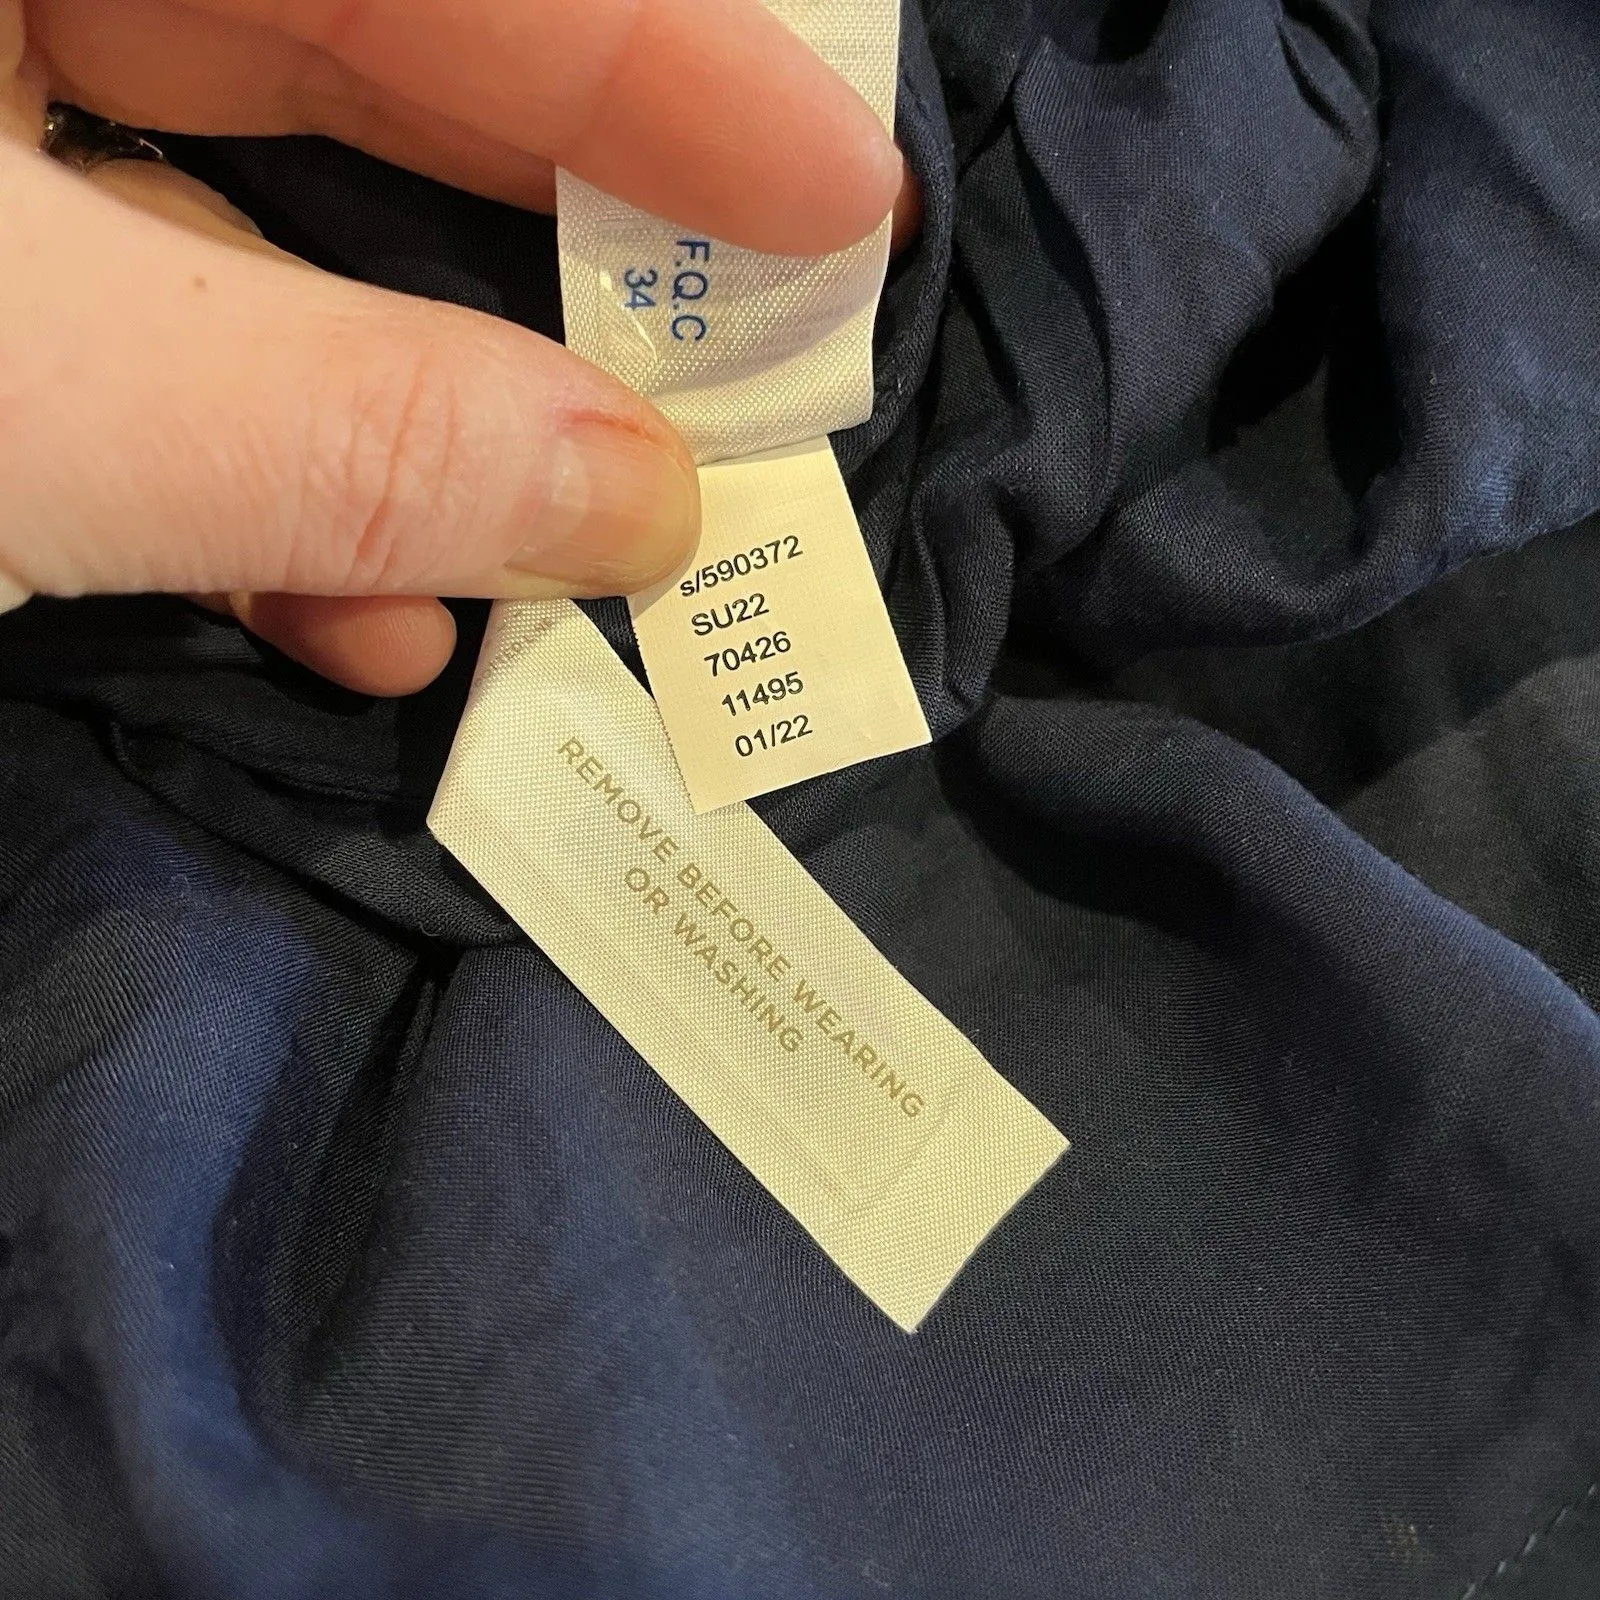 F.Q.C
34
s/590372
SU22
70426
11495
01/22
REMOVE BEFORE WEARING
OR WASHING